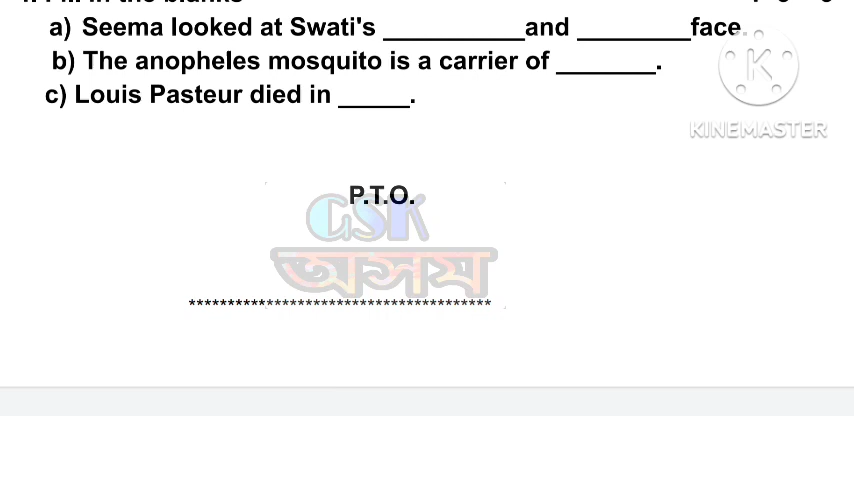 a) Seema looked at Swati's __________and ________face.
b) The anopheles mosquito is a carrier of _______.
c) Louis Pasteur died in _____.
K
KINEMASTER
P.T.O.
GSK
অসম
***************************************